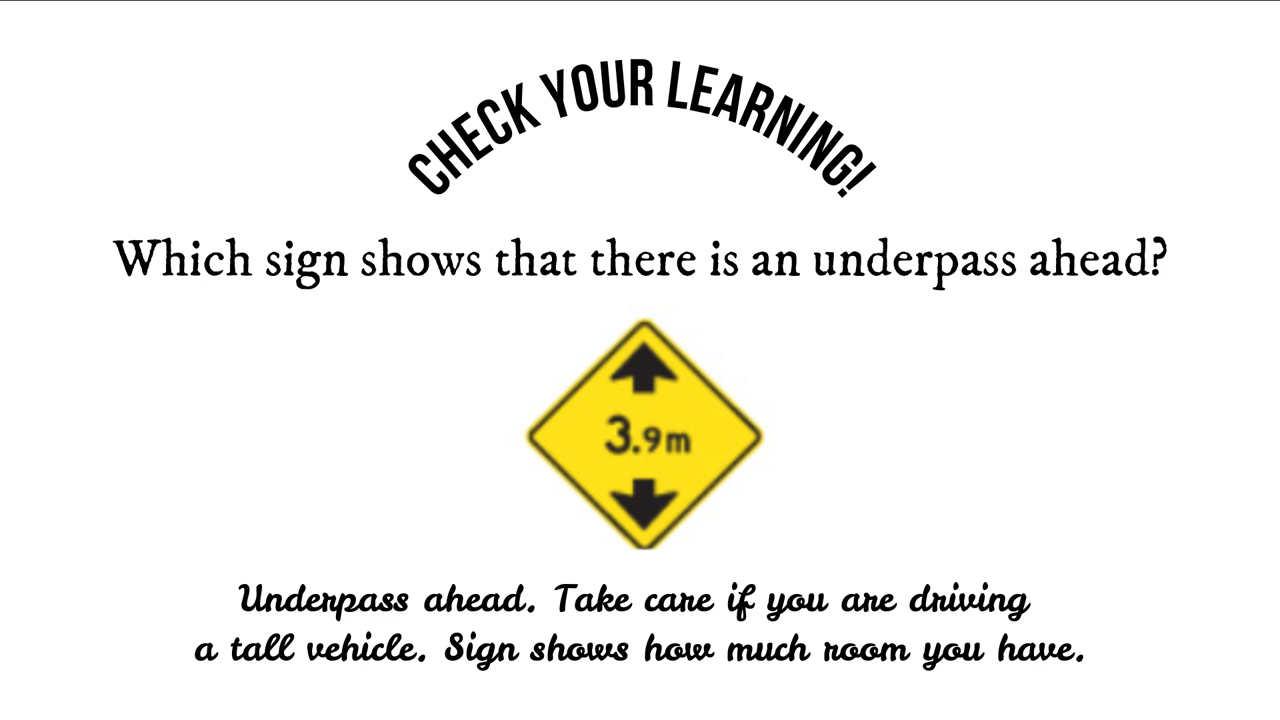 CHECK YOUR LEARNING!
Which sign shows that there is an underpass ahead?
3.9m
Underpass ahead. Take care if you are driving
a tall vehicle. Sign shows how much room you have.